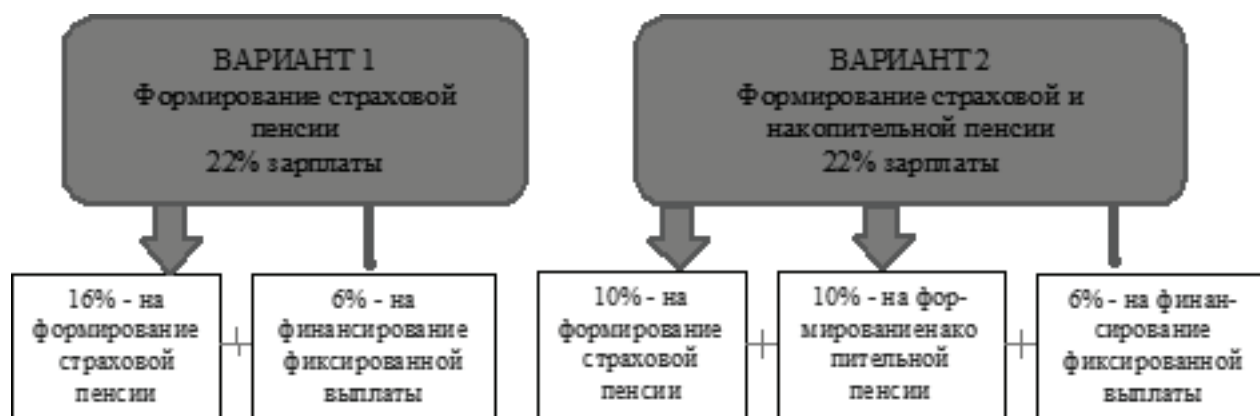 ВАРИАНТ 1
Формирование страховой
пенсии
22% зарплаты
ВАРИАНТ 2
Формирование страховой и
накопительной пенсии
22% зарплаты
16% - на
формирование
страховой
пенсии
6% - на
финансирование
фиксированной
выплаты
10% - на
формирование
страховой
пенсии
10% - на фор-
мированиенако
пительной
пенсии
6% - на финан-
сирование
фиксированной
выплаты